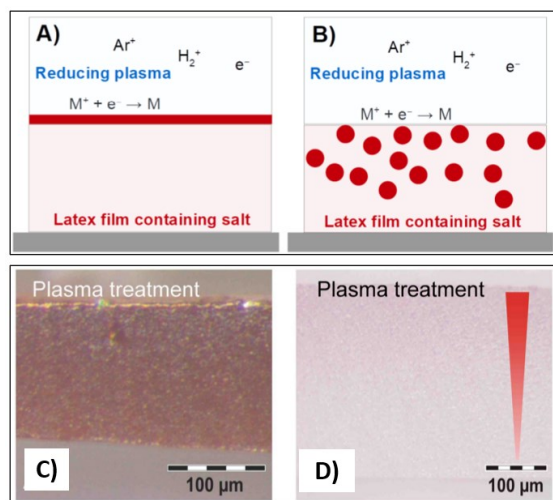 A)
Ar⁺
H₂⁺
e⁻
Reducing plasma
M⁺ + e⁻ → M
Latex film containing salt
B)
Ar⁺
H₂⁺
e⁻
Reducing plasma
M⁺ + e⁻ → M
Latex film containing salt
Plasma treatment
C)
100 µm
Plasma treatment
D)
100 µm